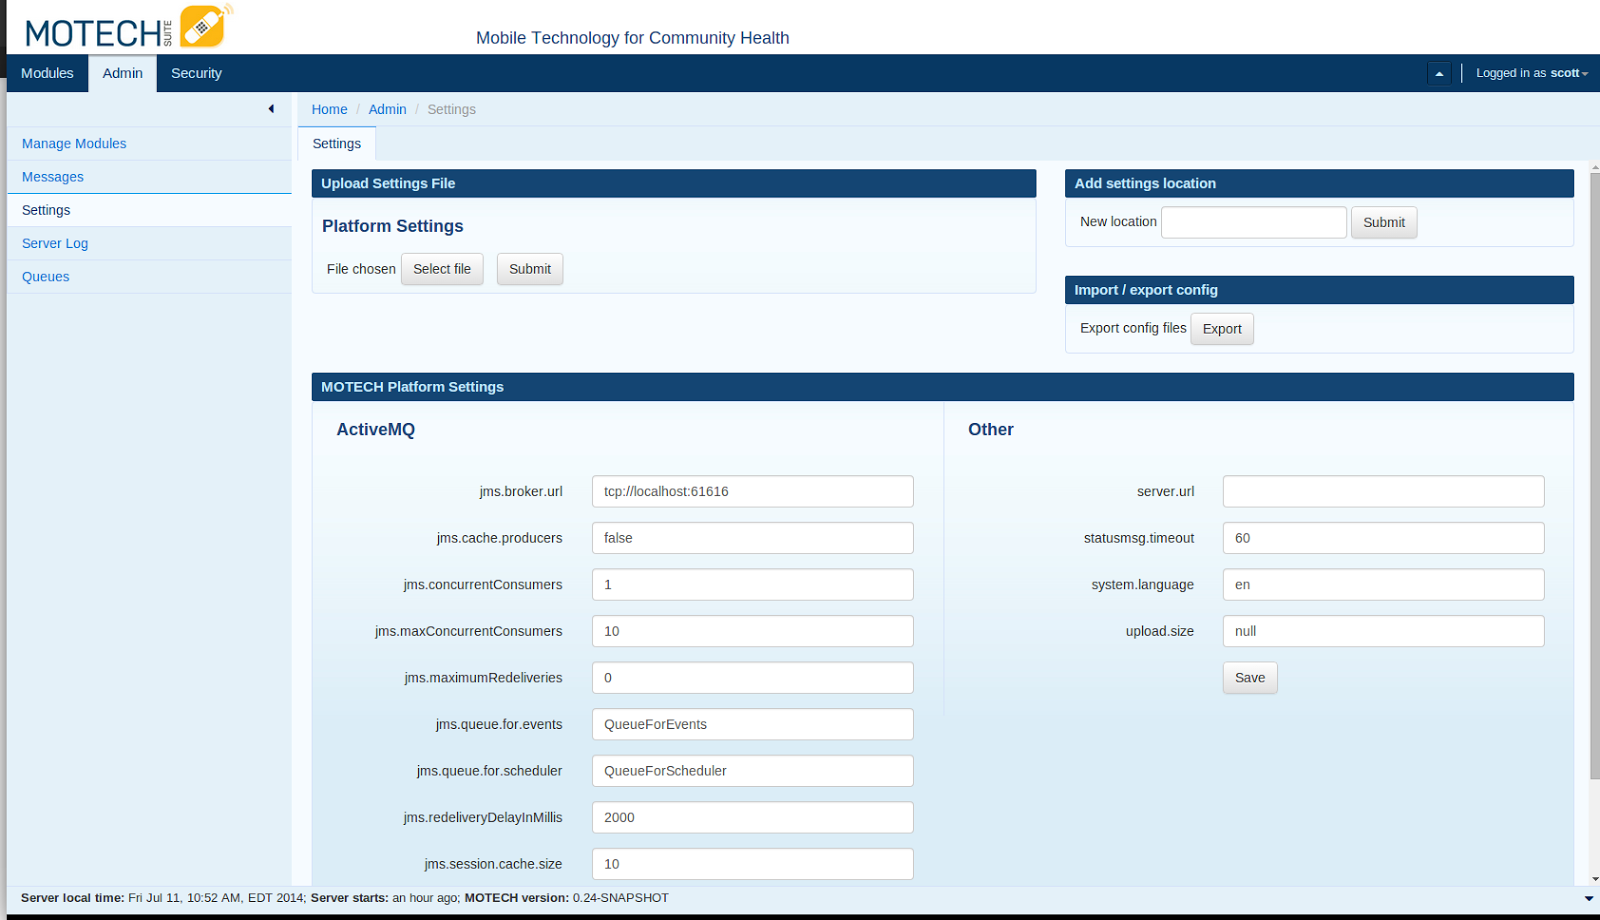 MOTECH SUITE
Mobile Technology for Community Health
Modules Admin Security Logged in as scott
Home / Admin / Settings
Manage Modules
Messages
Settings
Server Log
Queues
Settings
Upload Settings File
Platform Settings
File chosen Select file Submit
Add settings location
New location Submit
Import / export config
Export config files Export
MOTECH Platform Settings
ActiveMQ
jms.broker.url tcp://localhost:61616
jms.cache.producers false
jms.concurrentConsumers 1
jms.maxConcurrentConsumers 10
jms.maximumRedeliveries 0
jms.queue.for.events QueueForEvents
jms.queue.for.scheduler QueueForScheduler
jms.redeliveryDelayInMillis 2000
jms.session.cache.size 10
Other
server.url
statusmsg.timeout 60
system.language en
upload.size null
Save
Server local time: Fri Jul 11, 10:52 AM, EDT 2014; Server starts: an hour ago; MOTECH version: 0.24-SNAPSHOT